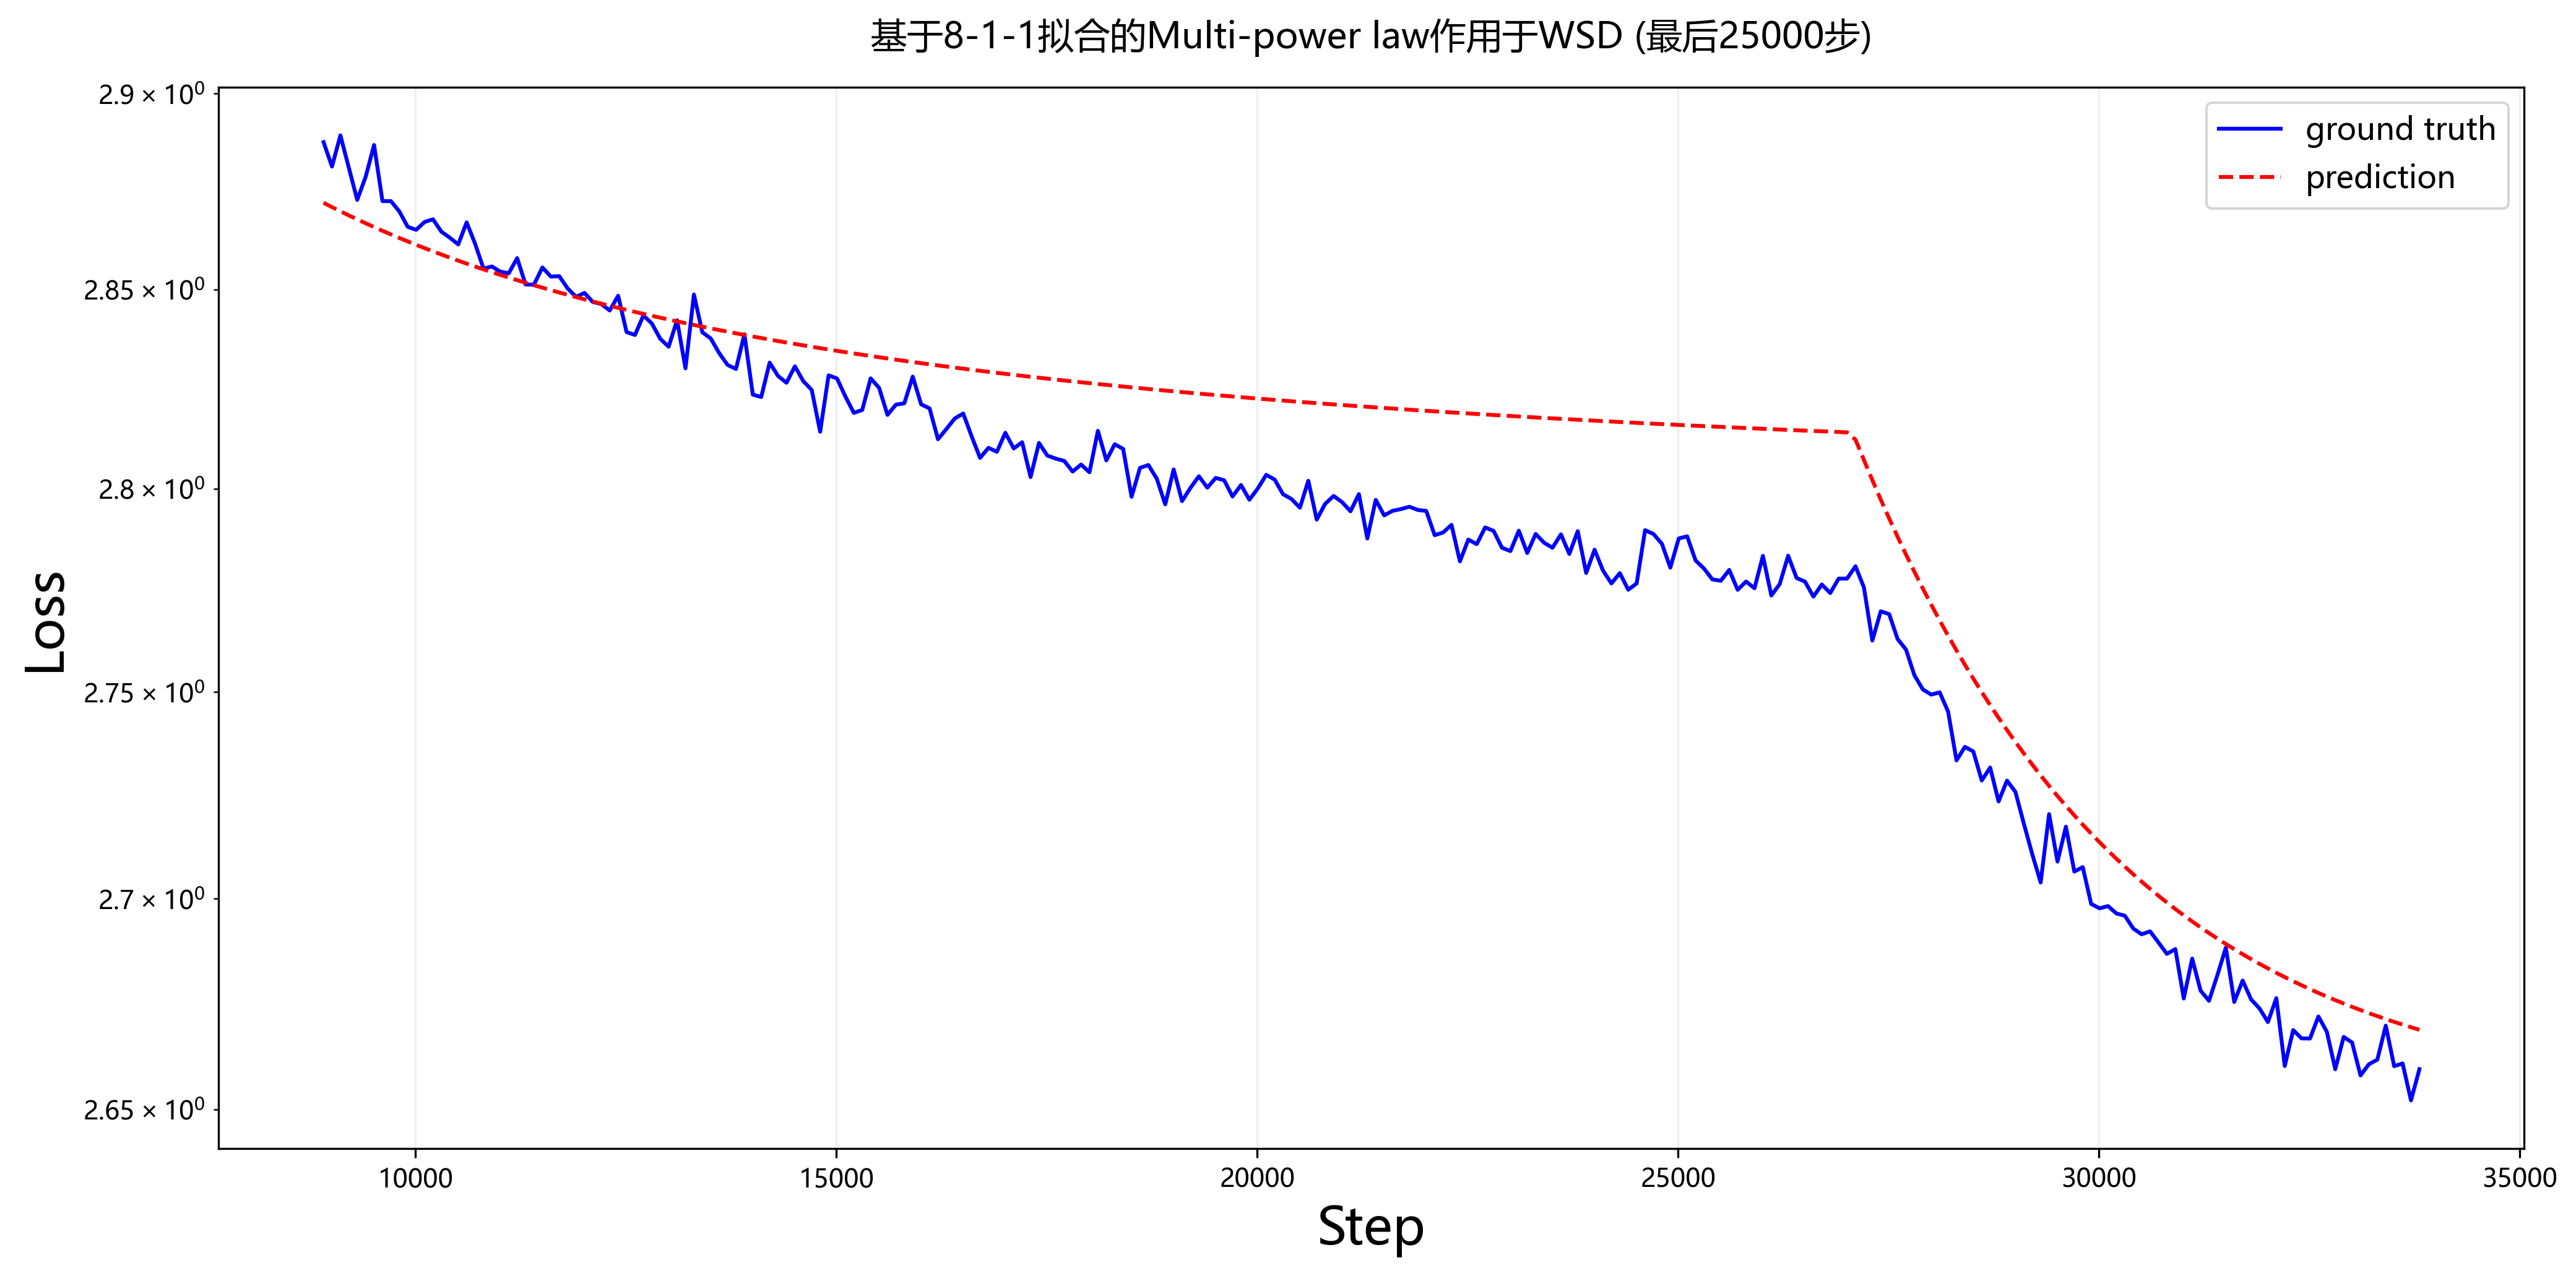 基于8-1-1拟合的Multi-power law作用于WSD (最后25000步)
2.9 × 10⁰
2.85 × 10⁰
2.8 × 10⁰
2.75 × 10⁰
2.7 × 10⁰
2.65 × 10⁰
Loss
ground truth
prediction
10000 15000 20000 25000 30000 35000
Step